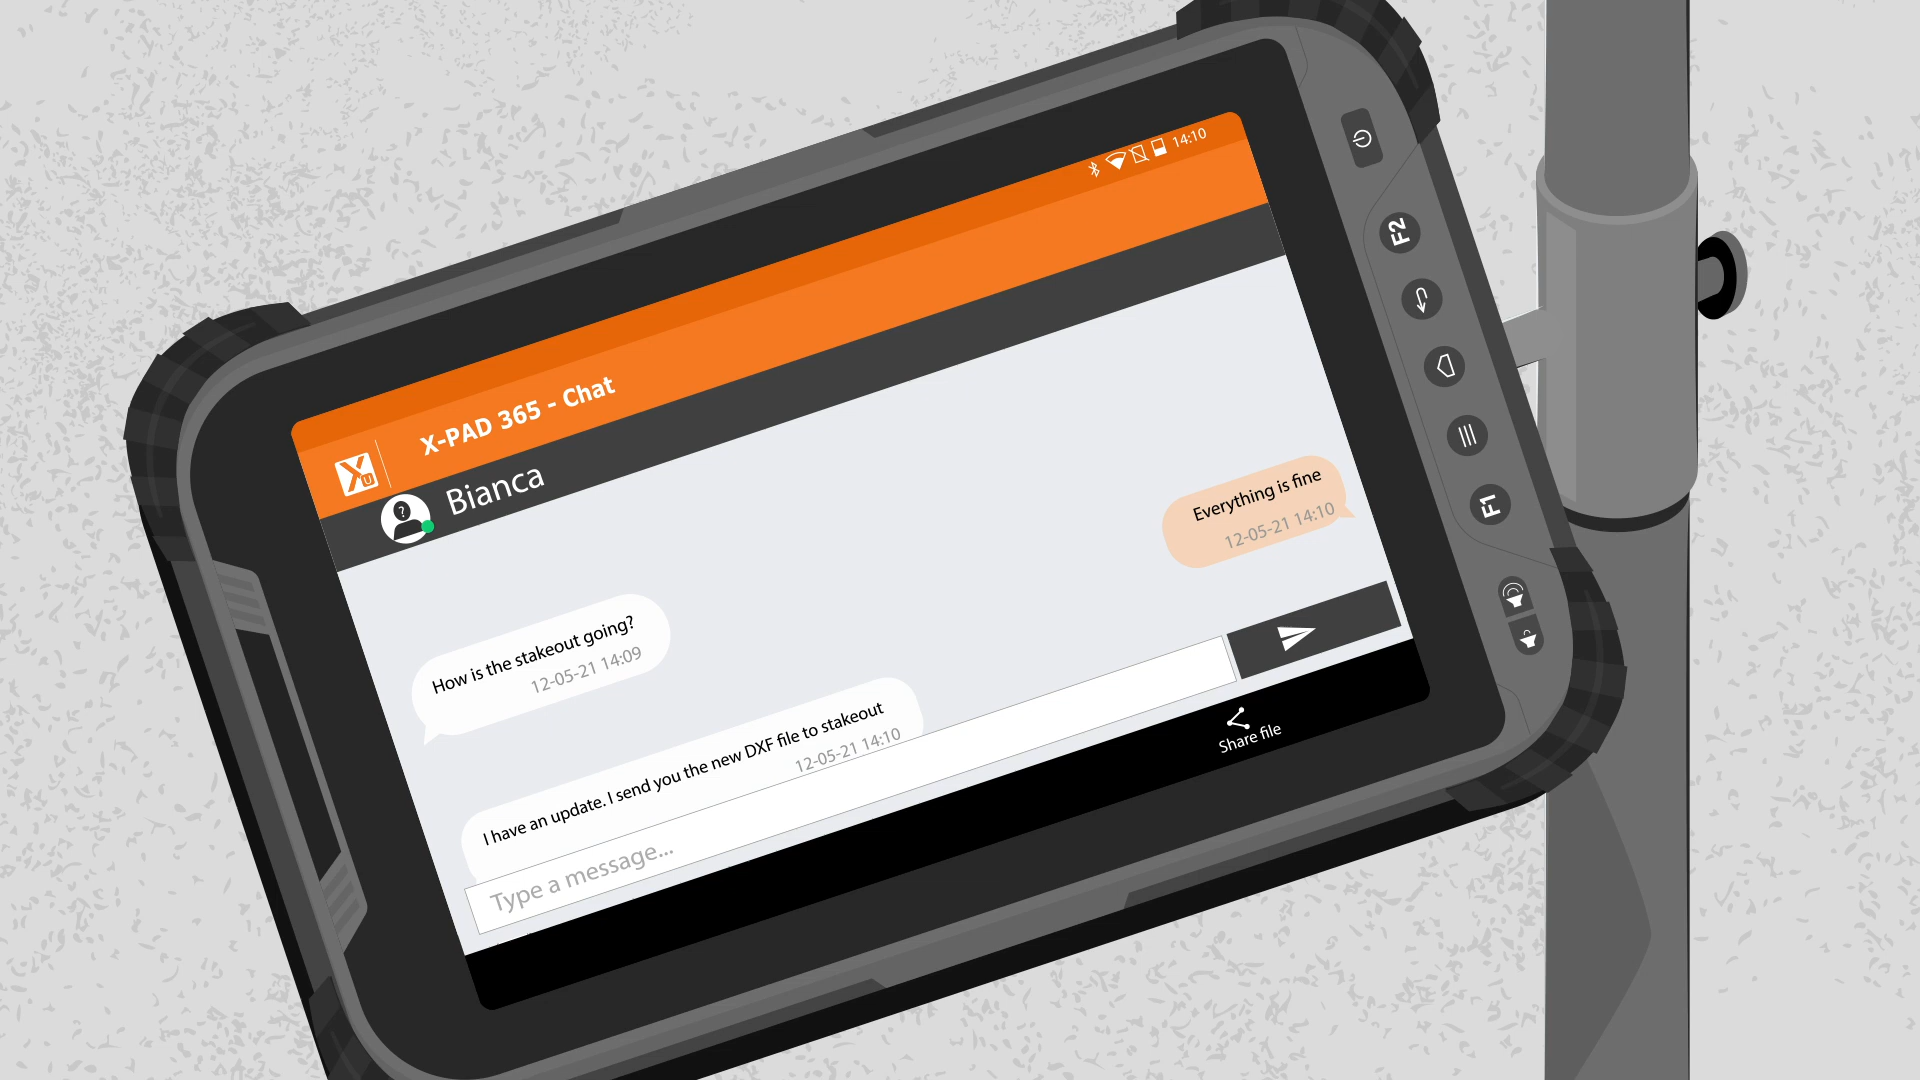 14:10
X-PAD 365 - Chat
Bianca
How is the stakeout going?
12-05-21 14:09
Everything is fine
12-05-21 14:10
I have an update. I send you the new DXF file to stakeout
12-05-21 14:10
Type a message...
Share file
F2
F1
XU
?